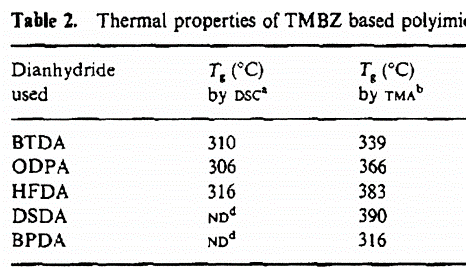 Table 2. Thermal properties of TMBZ based polyimi
Dianhydride Tg (°C) Tg (°C)
used by DSCa by TMAb
BTDA 310 339
ODPA 306 366
HFDA 316 383
DSDA NDd 390
BPDA NDd 316